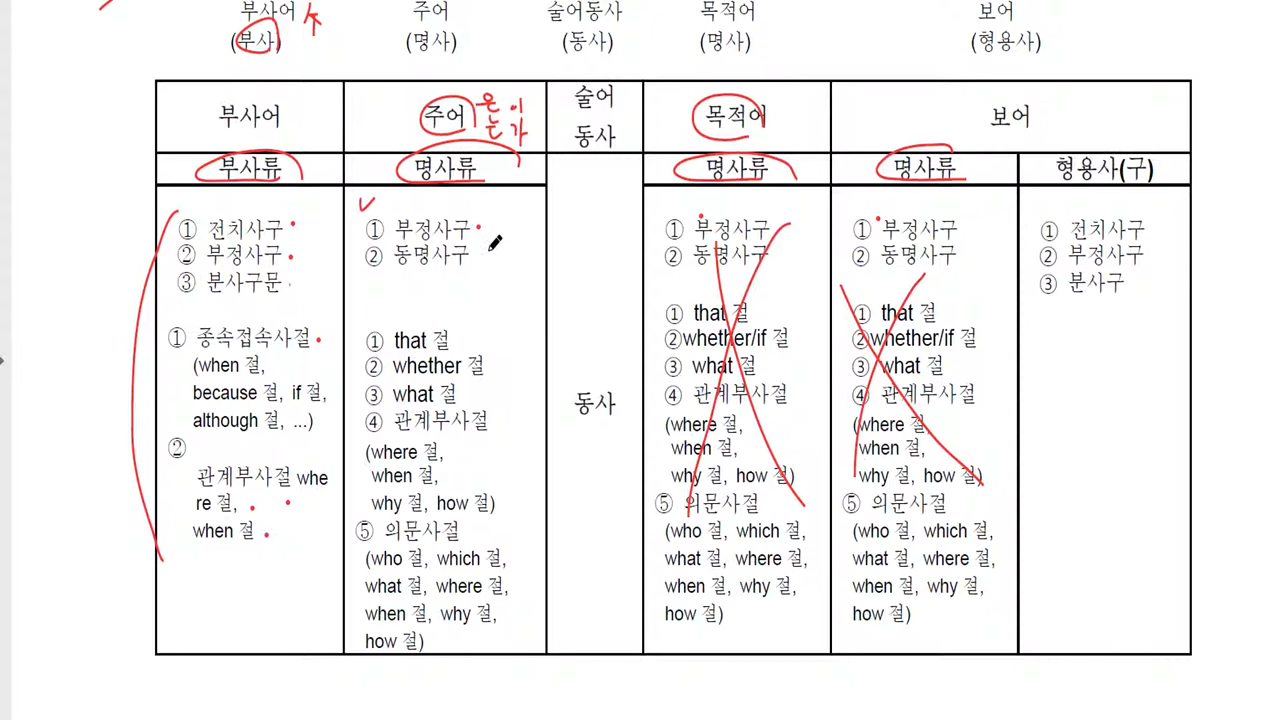 부사어 주어 술어동사 목적어 보어
(부사) (명사) (동사) (명사) (형용사)
부사어 주어 은 이 는 가 술어 동사 목적어 보어
부사류 명사류 명사류 명사류 형용사(구)
① 전치사구
② 부정사구
③ 분사구문
① 종속접속사절
(when 절,
because 절, if 절,
although 절, ...)
②
관계부사절 whe
re 절,
when 절
① 부정사구
② 동명사구
① that 절
② whether 절
③ what 절
④ 관계부사절
(where 절,
when 절,
why 절, how 절)
⑤ 의문사절
(who 절, which 절,
what 절, where 절,
when 절, why 절,
how 절)
동사
① 부정사구
② 동명사구
① that 절
②whether/if 절
③ what 절
④ 관계부사절
(where 절,
when 절,
why 절, how 절)
⑤ 의문사절
(who 절, which 절,
what 절, where 절,
when 절, why 절,
how 절)
① 부정사구
② 동명사구
① that 절
②whether/if 절
③ what 절
④ 관계부사절
(where 절,
when 절,
why 절, how 절)
⑤ 의문사절
(who 절, which 절,
what 절, where 절,
when 절, why 절,
how 절)
① 전치사구
② 부정사구
③ 분사구